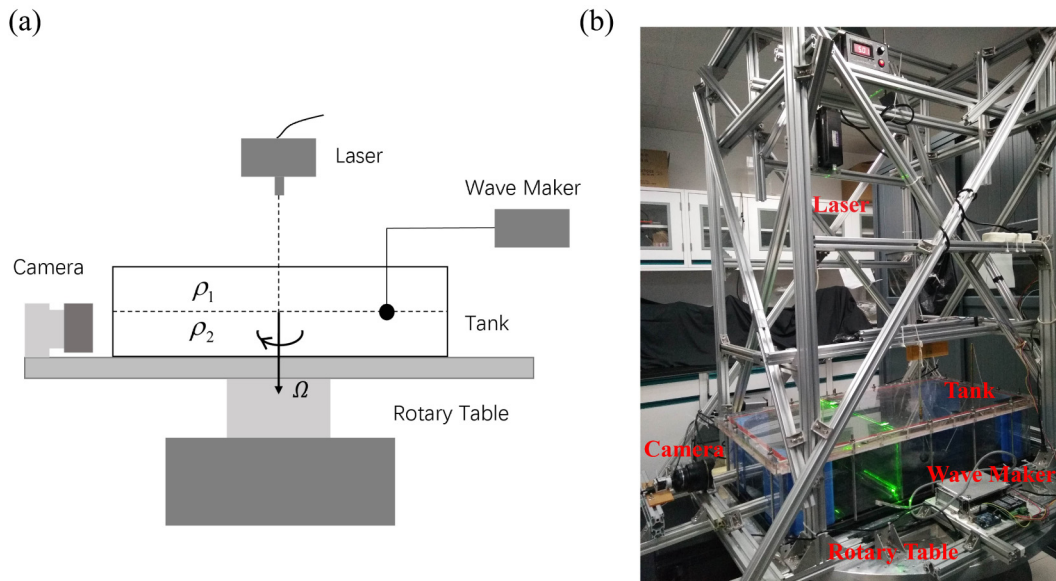 (a)
(b)
Laser
Wave Maker
Camera
ρ₁
ρ₂
Tank
Ω
Rotary Table
Laser
Tank
Camera
Wave Maker
Rotary Table